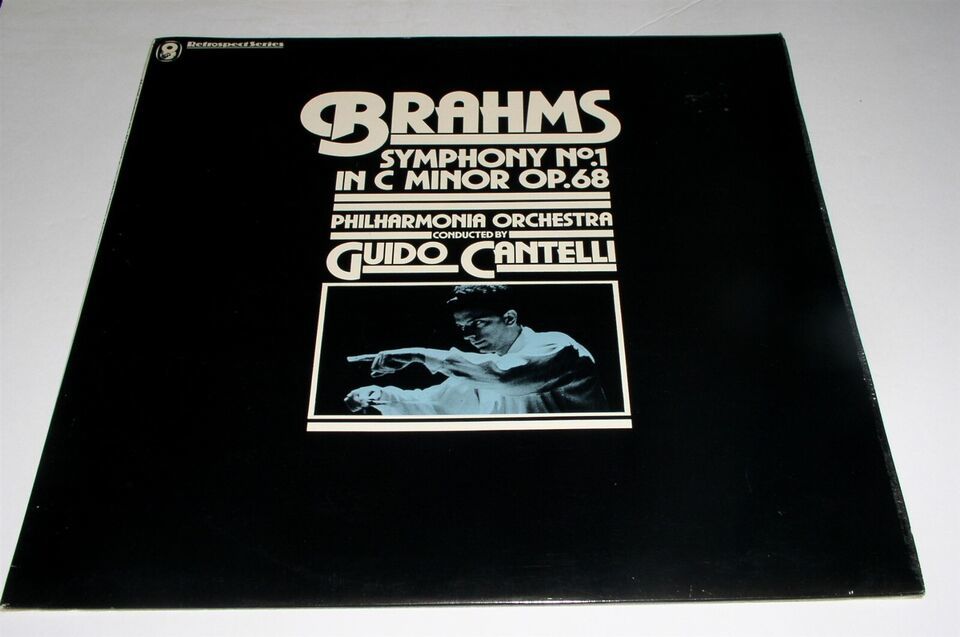 Retrospect Series
BRAHMS
SYMPHONY No.1
IN C MINOR OP.68
PHILHARMONIA ORCHESTRA
CONDUCTED BY
GUIDO CANTELLI